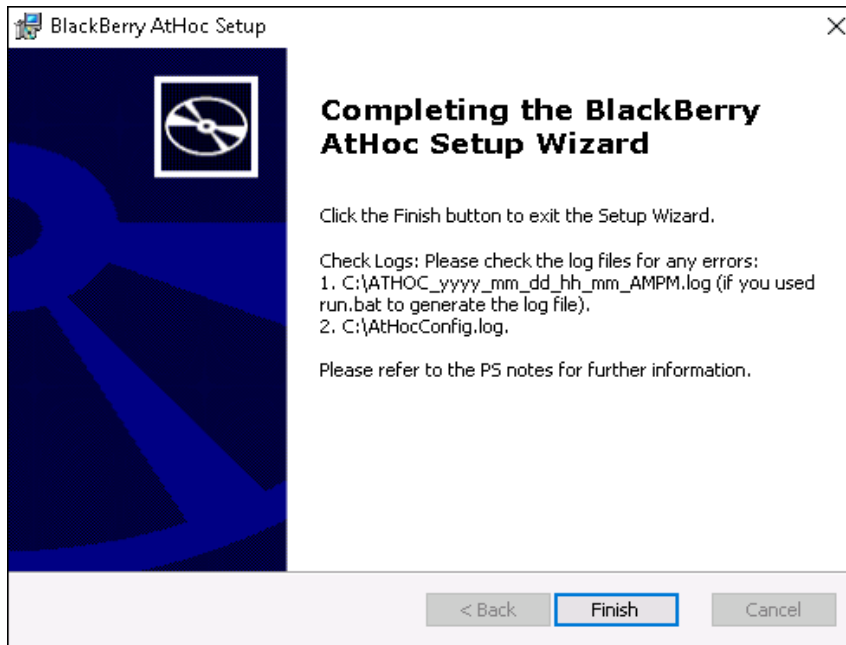 BlackBerry AtHoc Setup
Completing the BlackBerry
AtHoc Setup Wizard
Click the Finish button to exit the Setup Wizard.
Check Logs: Please check the log files for any errors:
1. C:\ATHOC_yyyy_mm_dd_hh_mm_AMPM.log (if you used
run.bat to generate the log file).
2. C:\AtHocConfig.log.
Please refer to the PS notes for further information.
< Back
Finish
Cancel